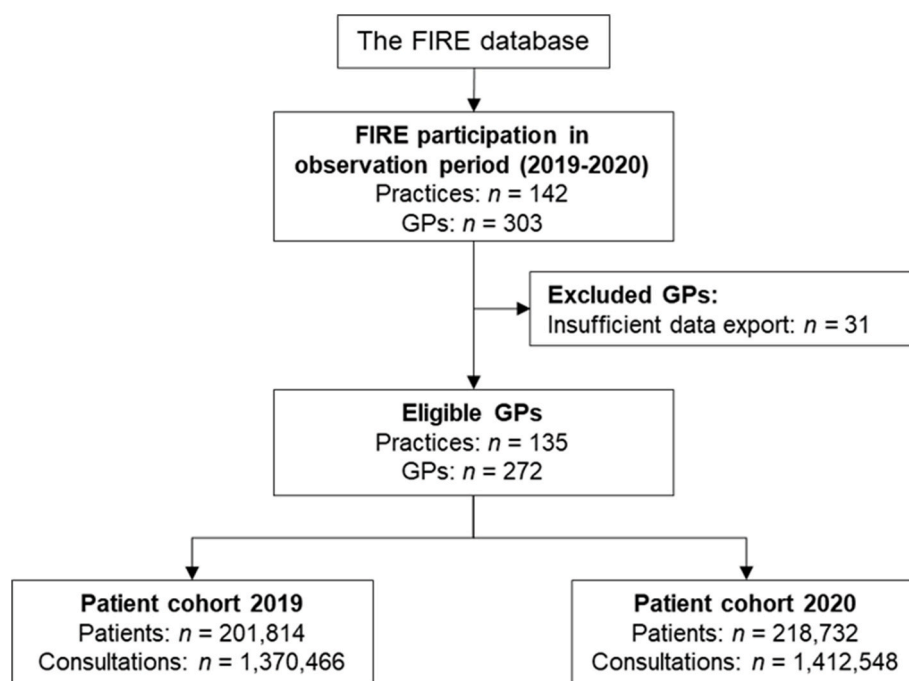 The FIRE database
FIRE participation in
observation period (2019-2020)
Practices: n = 142
GPs: n = 303
Excluded GPs:
Insufficient data export: n = 31
Eligible GPs
Practices: n = 135
GPs: n = 272
Patient cohort 2019
Patients: n = 201,814
Consultations: n = 1,370,466
Patient cohort 2020
Patients: n = 218,732
Consultations: n = 1,412,548